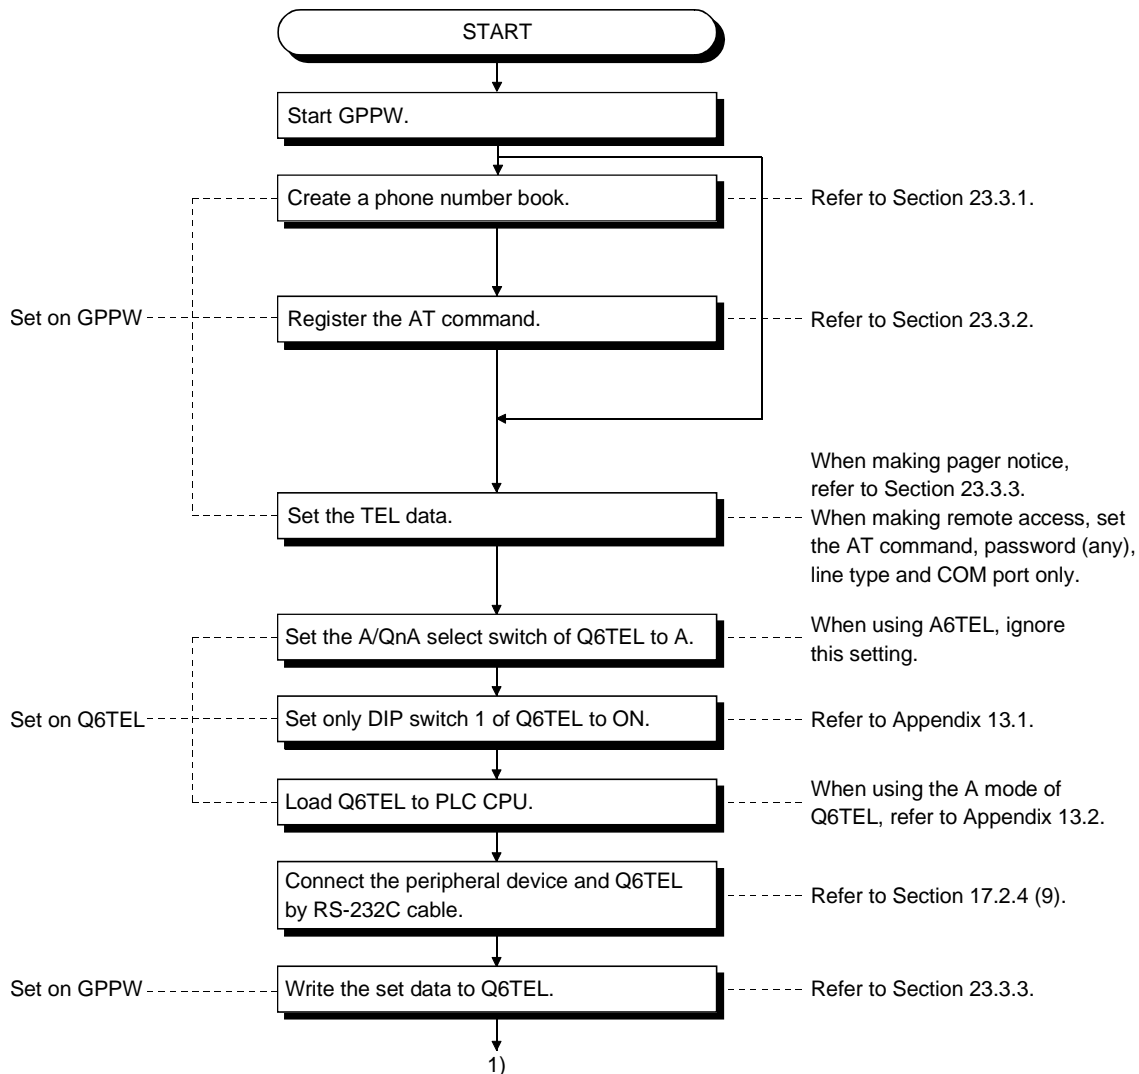 START
Start GPPW.
Create a phone number book.
Refer to Section 23.3.1.
Set on GPPW
Register the AT command.
Refer to Section 23.3.2.
Set the TEL data.
When making pager notice,
refer to Section 23.3.3.
When making remote access, set
the AT command, password (any),
line type and COM port only.
Set the A/QnA select switch of Q6TEL to A.
When using A6TEL, ignore
this setting.
Set on Q6TEL
Set only DIP switch 1 of Q6TEL to ON.
Refer to Appendix 13.1.
Load Q6TEL to PLC CPU.
When using the A mode of
Q6TEL, refer to Appendix 13.2.
Connect the peripheral device and Q6TEL
by RS-232C cable.
Refer to Section 17.2.4 (9).
Set on GPPW
Write the set data to Q6TEL.
Refer to Section 23.3.3.
1)